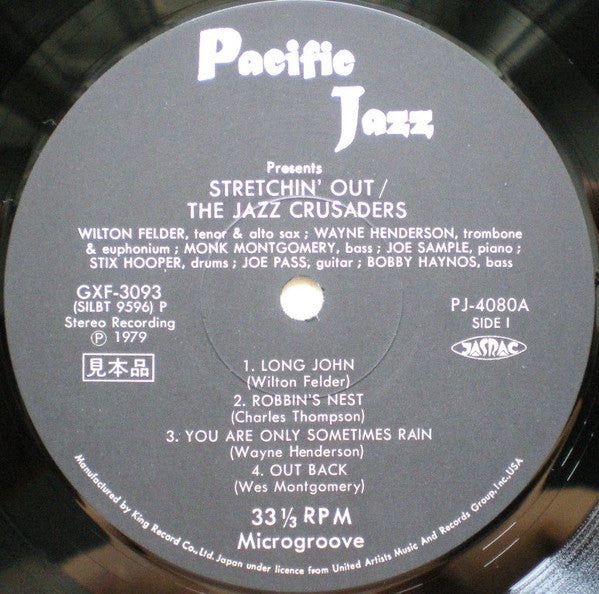 Pacific
Jazz
Presents
STRETCHIN' OUT /
THE JAZZ CRUSADERS
WILTON FELDER, tenor & alto sax ; WAYNE HENDERSON, trombone
& euphonium ; MONK MONTGOMERY, bass ; JOE SAMPLE, piano ;
STIX HOOPER, drums ; JOE PASS, guitar ; BOBBY HAYNOS, bass
GXF-3093
(SILBT 9596) P
Stereo Recording
Ⓟ 1979
見本品
PJ-4080A
SIDE I
JASRAC
1. LONG JOHN
(Wilton Felder)
2. ROBBIN'S NEST
(Charles Thompson)
3. YOU ARE ONLY SOMETIMES RAIN
(Wayne Henderson)
4. OUT BACK
(Wes Montgomery)
33 1/3 RPM
Microgroove
Manufactured by King Record Co., Ltd. Japan under licence from United Artists Music And Records Group, Inc, USA